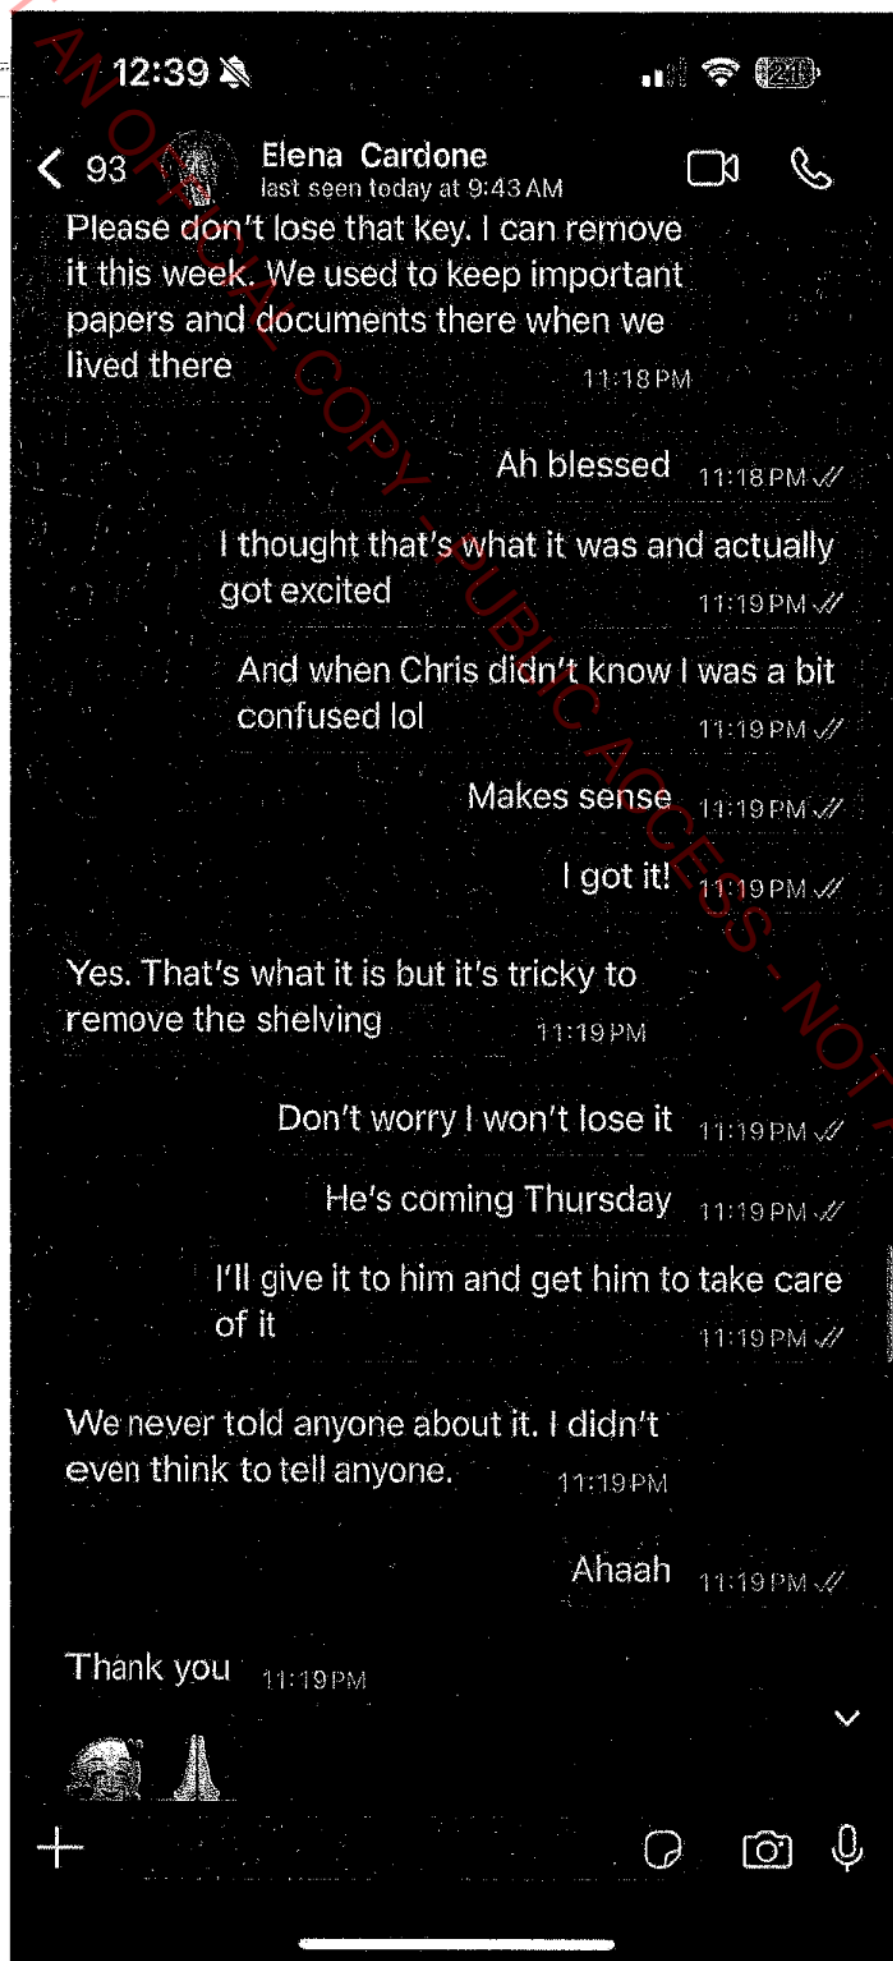 12:39
93
Elena Cardone
last seen today at 9:43 AM
Please don't lose that key. I can remove
it this week. We used to keep important
papers and documents there when we
lived there
11:18 PM
Ah blessed 11:18 PM
I thought that's what it was and actually
got excited
11:19 PM
And when Chris didn't know I was a bit
confused lol
11:19 PM
Makes sense 11:19 PM
I got it! 11:19 PM
Yes. That's what it is but it's tricky to
remove the shelving
11:19 PM
Don't worry I won't lose it 11:19 PM
He's coming Thursday 11:19 PM
I'll give it to him and get him to take care
of it
11:19 PM
We never told anyone about it. I didn't
even think to tell anyone.
11:19 PM
Ahaah 11:19 PM
Thank you 11:19 PM
AN OFFICIAL COPY - PUBLIC ACCESS - NOT